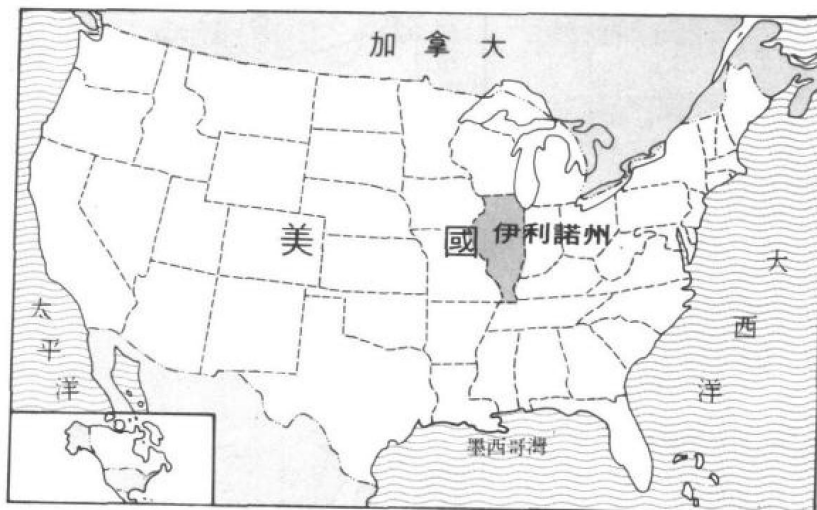 加拿大
美國
伊利諾州
太平洋
大西洋
墨西哥灣